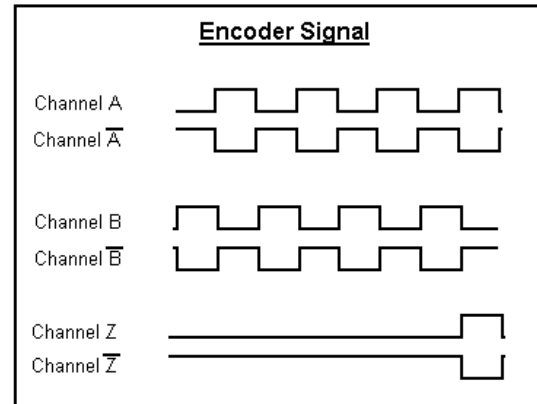 Encoder Signal
Channel A
Channel A̅
Channel B
Channel B̅
Channel Z
Channel Z̅